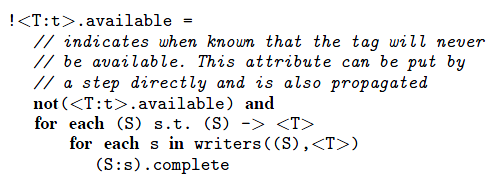 !<T:t>.available =
// indicates when known that the tag will never
// be available. This attribute can be put by
// a step directly and is also propagated
not(<T:t>.available) and
for each (S) s.t. (S) -> <T>
for each s in writers((S),<T>)
(S:s).complete